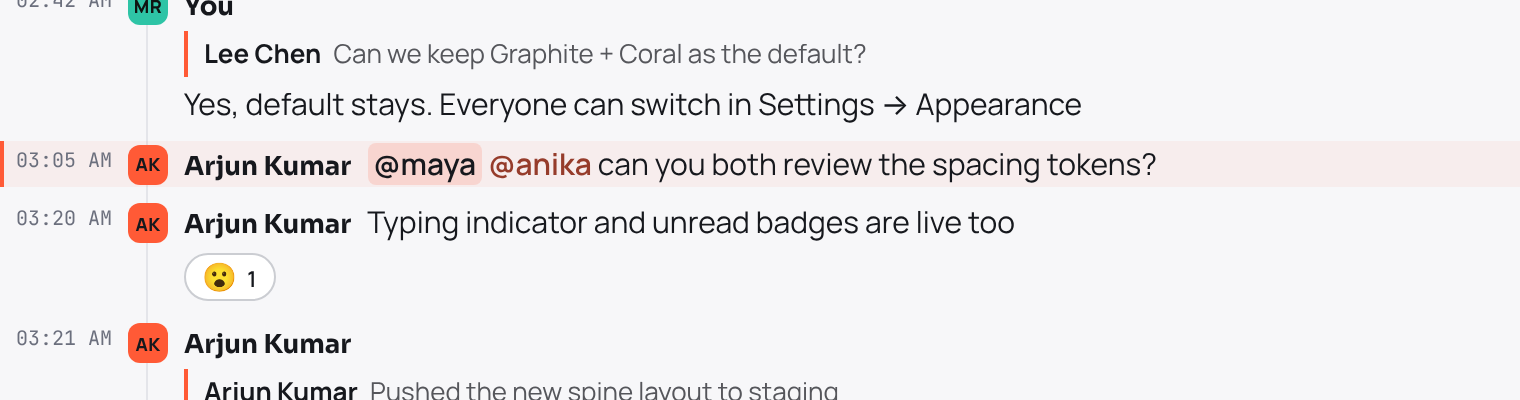 02:42 AM MR You
Lee Chen Can we keep Graphite + Coral as the default?
Yes, default stays. Everyone can switch in Settings → Appearance
03:05 AM AK Arjun Kumar @maya @anika can you both review the spacing tokens?
03:20 AM AK Arjun Kumar Typing indicator and unread badges are live too
😮 1
03:21 AM AK Arjun Kumar
Arjun Kumar Pushed the new spine layout to staging